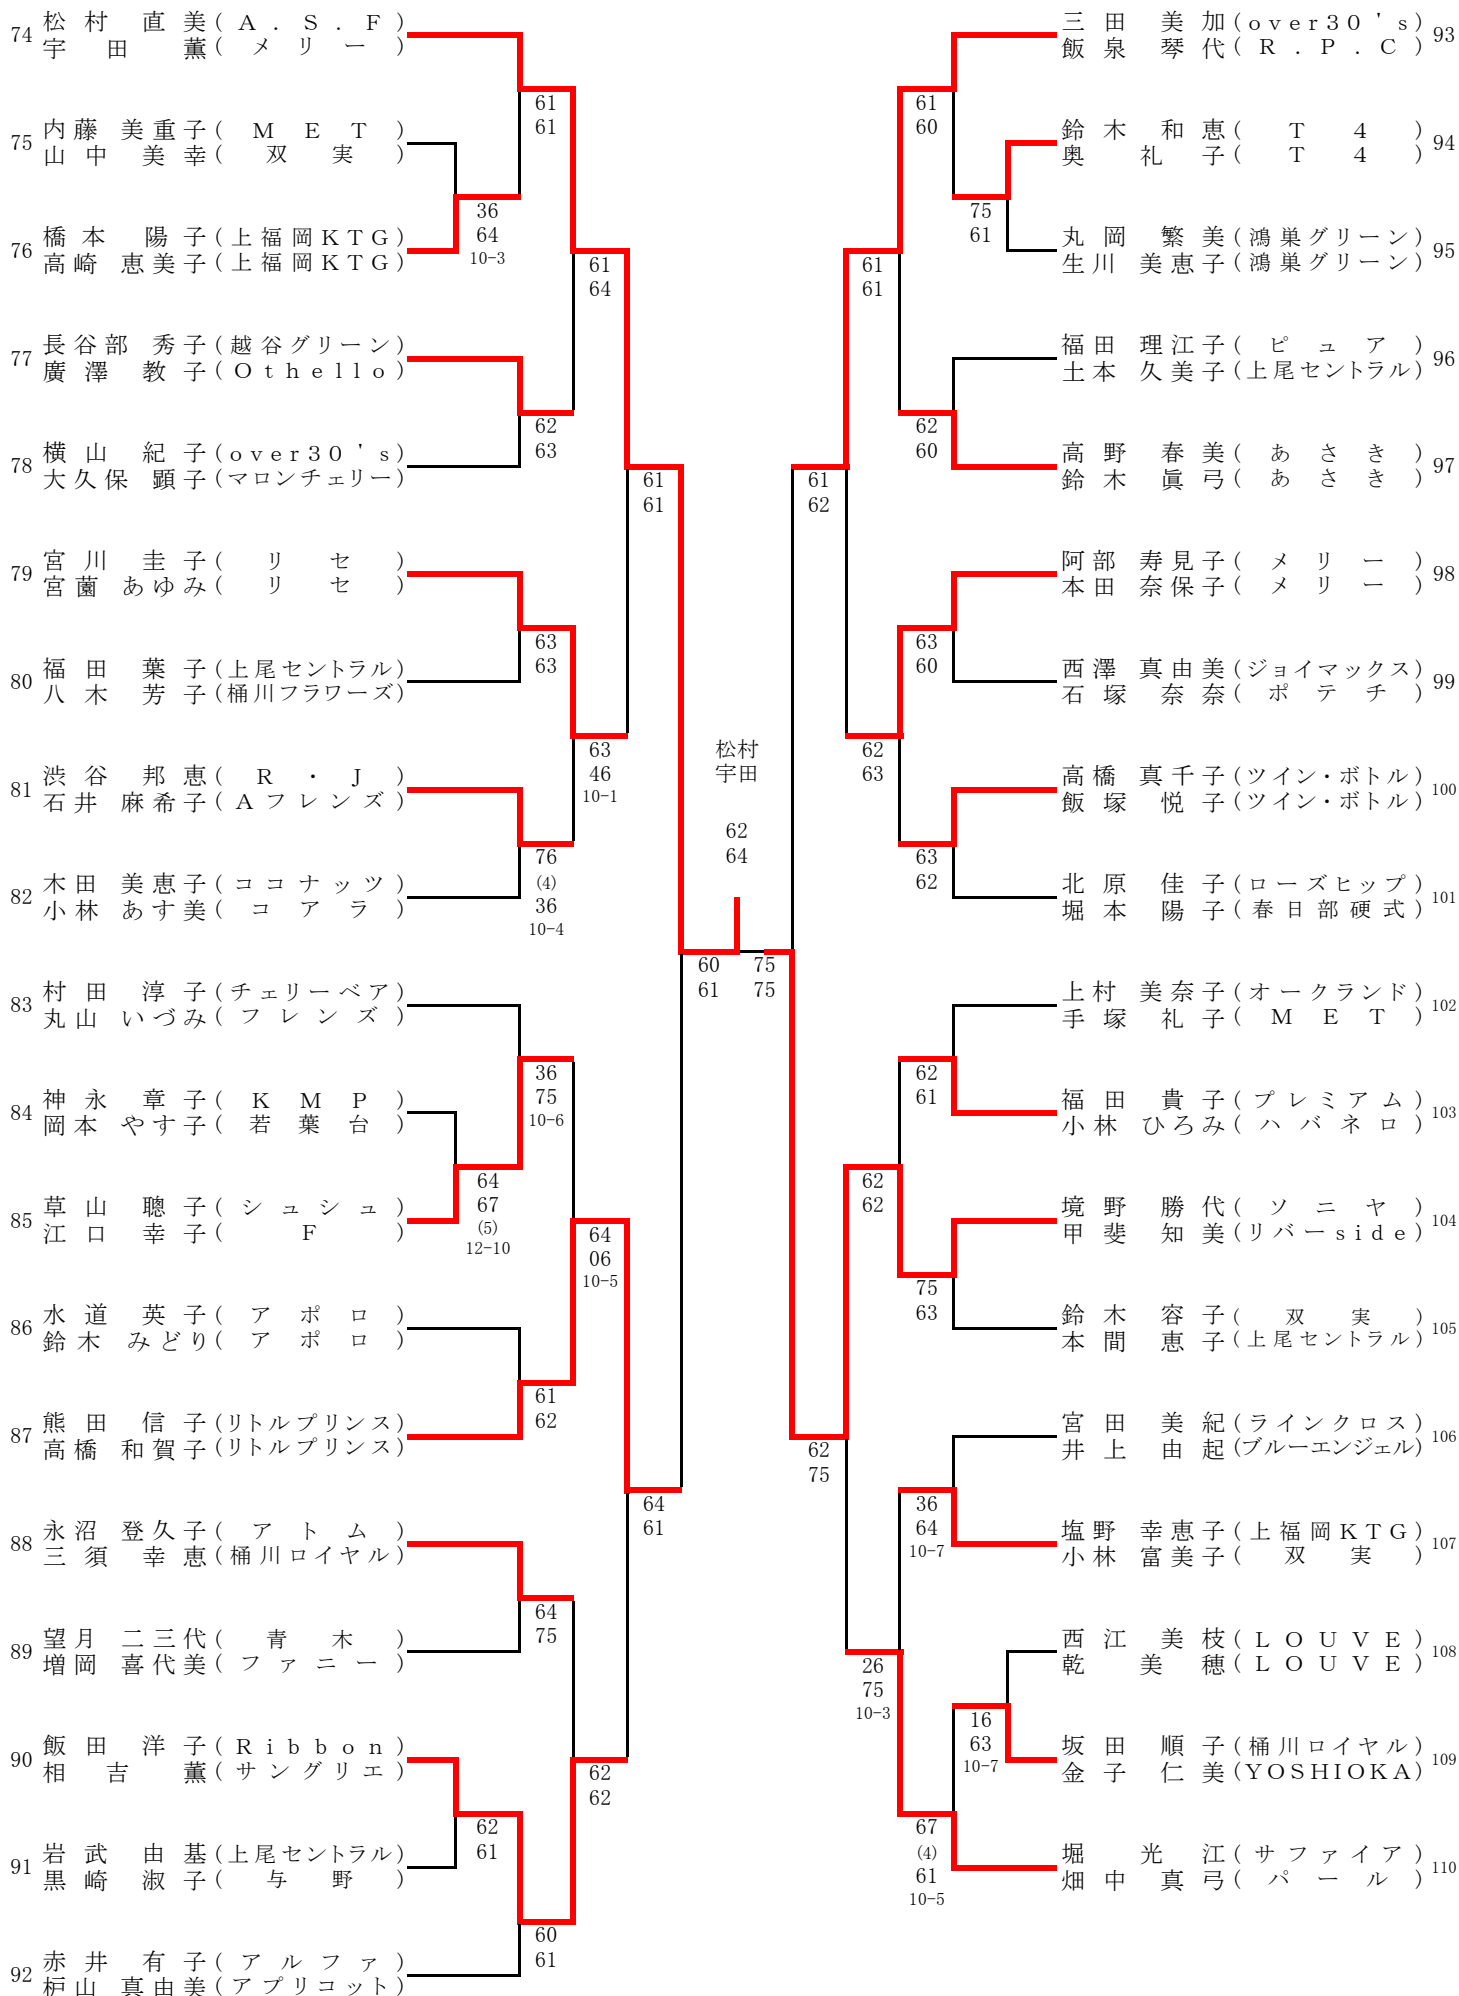 74 松村 直美(A.S.F)
宇田 薫(メリー)
61
61
75 内藤 美重子(MET)
山中 美幸(双実)
36
64
10-3
76 橋本 陽子(上福岡KTG)
高崎 恵美子(上福岡KTG)
61
64
77 長谷部 秀子(越谷グリーン)
廣澤 教子(Othello)
62
63
78 横山 紀子(over30's)
大久保 顕子(マロンチェリー)
61
61
79 宮川 圭子(リセ)
宮薗 あゆみ(リセ)
63
63
80 福田 葉子(上尾セントラル)
八木 芳子(桶川フラワーズ)
63
46
10-1
81 渋谷 邦恵(R・J)
石井 麻希子(Aフレンズ)
76
(4)
36
10-4
82 木田 美恵子(ココナッツ)
小林 あす美(コアラ)
60
61
83 村田 淳子(チェリーベア)
丸山 いづみ(フレンズ)
36
75
10-6
84 神永 章子(KMP)
岡本 やす子(若葉台)
64
67
(5)
12-10
85 草山 聰子(シュシュ)
江口 幸子(F)
64
06
10-5
86 水道 英子(アポロ)
鈴木 みどり(アポロ)
61
62
87 熊田 信子(リトルプリンス)
高橋 和賀子(リトルプリンス)
64
61
88 永沼 登久子(アトム)
三須 幸恵(桶川ロイヤル)
64
75
89 望月 二三代(青木)
増岡 喜代美(ファニー)
90 飯田 洋子(Ribbon)
相吉 薫(サングリエ)
62
62
62
61
91 岩武 由基(上尾セントラル)
黒崎 淑子(与野)
60
61
92 赤井 有子(アルファ)
枦山 真由美(アプリコット)
松村
宇田
62
64
75
75
三田 美加(over30's) 93
飯泉 琴代(R.P.C)
61
60
鈴木 和恵(T4) 94
奥 礼子(T4)
75
61
丸岡 繁美(鴻巣グリーン) 95
生川 美恵子(鴻巣グリーン)
61
61
福田 理江子(ピュア) 96
土本 久美子(上尾セントラル)
62
60
高野 春美(あさき) 97
鈴木 眞弓(あさき)
61
62
阿部 寿見子(メリー) 98
本田 奈保子(メリー)
63
60
西澤 真由美(ジョイマックス) 99
石塚 奈奈(ポテチ)
62
63
高橋 真千子(ツイン・ボトル) 100
飯塚 悦子(ツイン・ボトル)
63
62
北原 佳子(ローズヒップ) 101
堀本 陽子(春日部硬式)
上村 美奈子(オークランド) 102
手塚 礼子(MET)
62
61
福田 貴子(プレミアム) 103
小林 ひろみ(ハバネロ)
62
62
境野 勝代(ソニヤ) 104
甲斐 知美(リバーside)
75
63
鈴木 容子(双実) 105
本間 恵子(上尾セントラル)
62
75
宮田 美紀(ラインクロス) 106
井上 由起(ブルーエンジェル)
36
64
10-7
塩野 幸恵子(上福岡KTG) 107
小林 富美子(双実)
26
75
10-3
西江 美枝(LOUVE) 108
乾 美穂(LOUVE)
16
63
10-7
坂田 順子(桶川ロイヤル) 109
金子 仁美(YOSHIOKA)
67
(4)
61
10-5
堀 光江(サファイア) 110
畑中 真弓(パール)